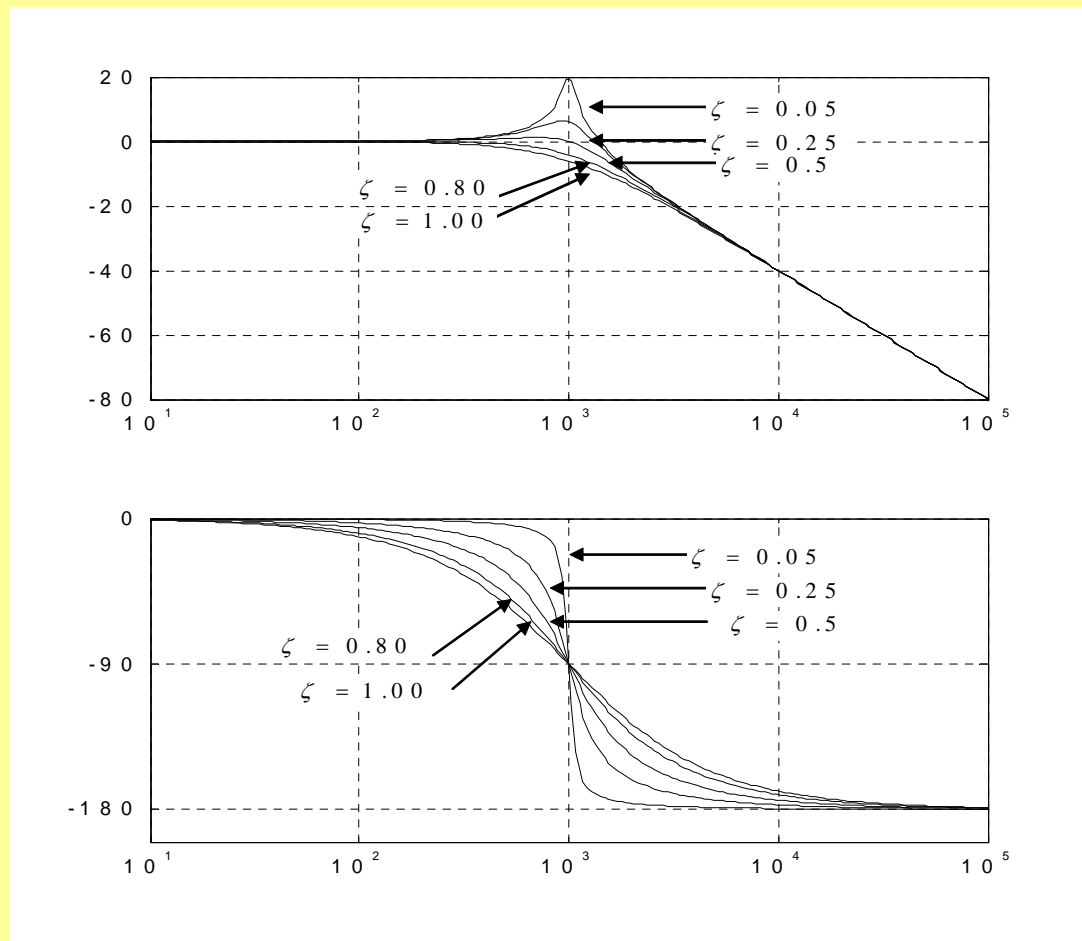 20
ζ = 0.05
0
ζ = 0.25
ζ = 0.5
ζ = 0.80
-20
ζ = 1.00
-40
-60
-80
10¹ 10² 10³ 10⁴ 10⁵
0
ζ = 0.05
ζ = 0.25
ζ = 0.5
ζ = 0.80
-90
ζ = 1.00
-180
10¹ 10² 10³ 10⁴ 10⁵